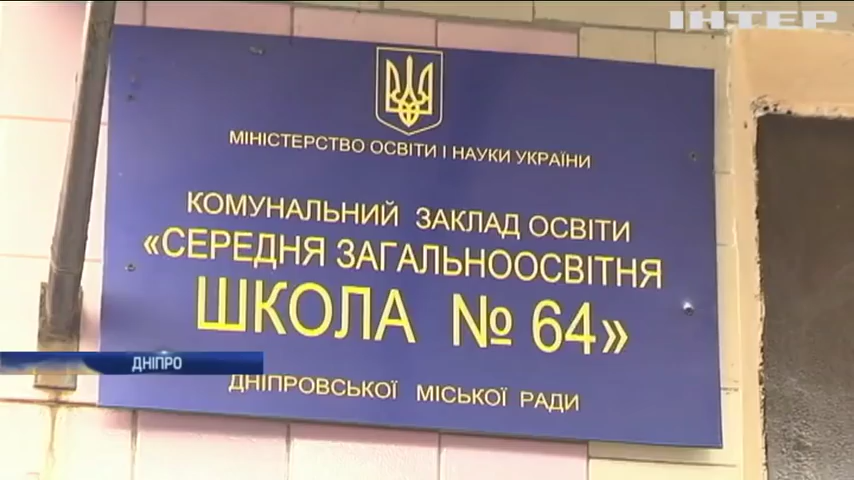 ІНТЕР
МІНІСТЕРСТВО ОСВІТИ І НАУКИ УКРАЇНИ
КОМУНАЛЬНИЙ ЗАКЛАД ОСВІТИ
«СЕРЕДНЯ ЗАГАЛЬНООСВІТНЯ
ШКОЛА № 64»
ДНІПРО
ДНІПРОВСЬКОЇ МІСЬКОЇ РАДИ